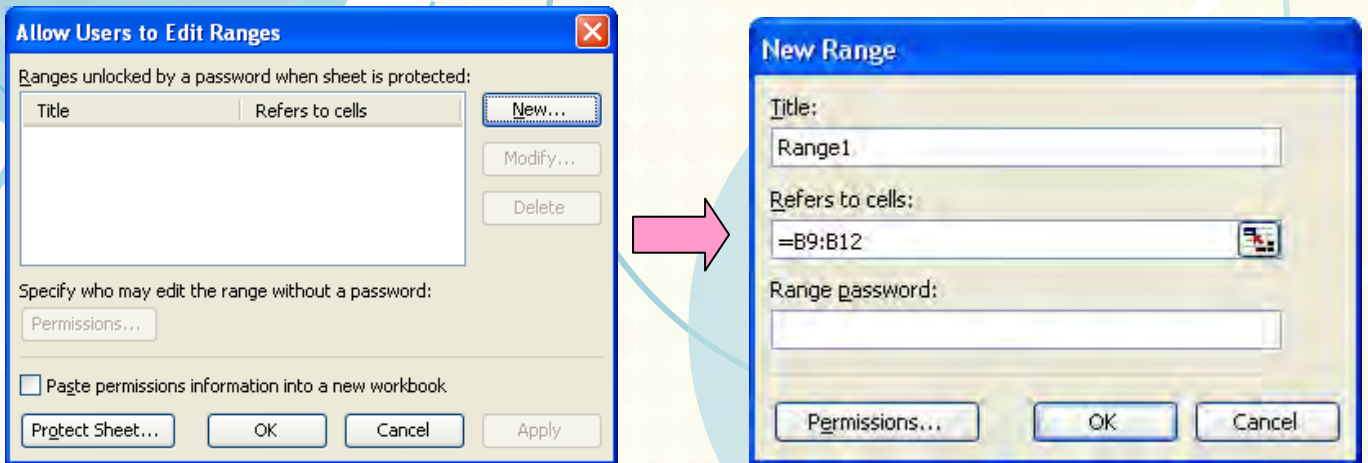 Allow Users to Edit Ranges
Ranges unlocked by a password when sheet is protected:
Title Refers to cells
New...
Modify...
Delete
Specify who may edit the range without a password:
Permissions...
Paste permissions information into a new workbook
Protect Sheet... OK Cancel Apply
New Range
Title:
Range1
Refers to cells:
=B9:B12
Range password:
Permissions... OK Cancel